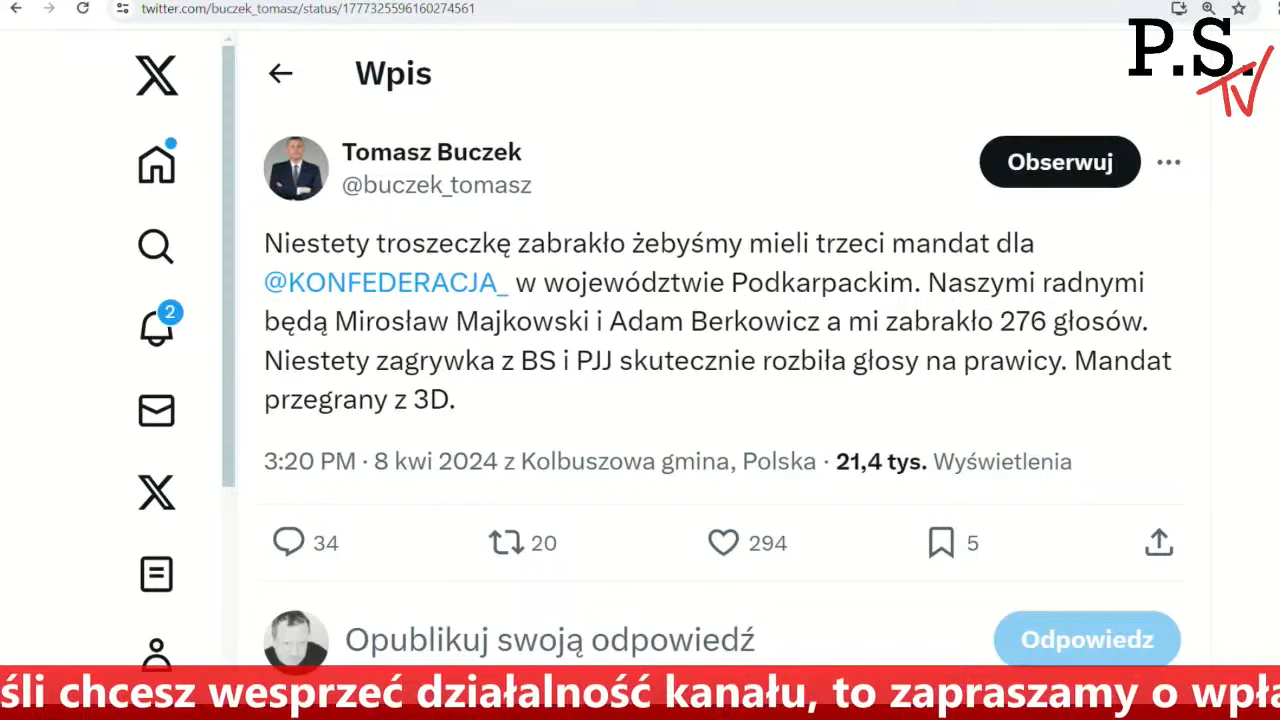 twitter.com/buczek_tomasz/status/1777325596160274561
P.S.
TV
Wpis
Tomasz Buczek
@buczek_tomasz
Obserwuj
Niestety troszeczkę zabrakło żebyśmy mieli trzeci mandat dla
@KONFEDERACJA_ w województwie Podkarpackim. Naszymi radnymi
będą Mirosław Majkowski i Adam Berkowicz a mi zabrakło 276 głosów.
Niestety zagrywka z BS i PJJ skutecznie rozbiła głosy na prawicy. Mandat
przegrany z 3D.
3:20 PM · 8 kwi 2024 z Kolbuszowa gmina, Polska · 21,4 tys. Wyświetlenia
2
34 20 294 5
Opublikuj swoją odpowiedź
Odpowiedz
śli chcesz wesprzeć działalność kanału, to zapraszamy o wpła